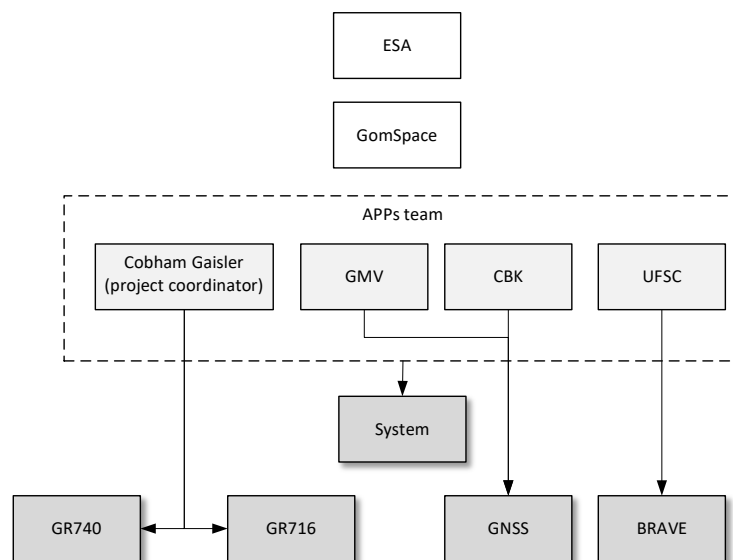 ESA
GomSpace
APPs team
Cobham Gaisler
(project coordinator)
GMV
CBK
UFSC
System
GR740
GR716
GNSS
BRAVE